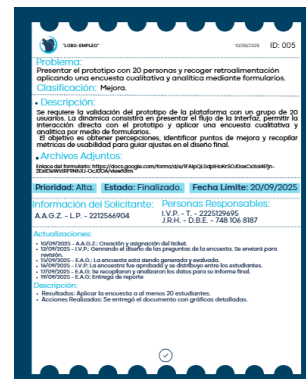 "LOBO-EMPLEO"
10/09/2025
ID: 005
Problema:
Presentar el prototipo con 20 personas y recoger retroalimentación
aplicando una encuesta cualitativa y analítica mediante formularios.
Clasificación: Mejora.
• Descripción:
Se requiere la validación del prototipo de la plataforma con un grupo de 20
usuarios. La dinámica consistirá en presentar el flujo de la interfaz, permitir la
interacción directa con el prototipo y aplicar una encuesta cualitativa y
analítica por medio de formularios.
El objetivo es obtener percepciones, identificar puntos de mejora y recopilar
métricas de usabilidad para guiar ajustes en el diseño final.
• Archivos Adjuntos:
Enlace del formulario: https://docs.google.com/forms/d/e/
Prioridad: Alta. Estado: Finalizado. Fecha Límite: 20/09/2025
Información del Solicitante:
A.A.G.Z. - L.P. - 2212566904
Personas Responsables:
I.V.P. - T. - 2225129695
J.R.H. - D.B.E. - 748 106 8187
Actualizaciones:
• 10/09/2025 - A.A.G.Z.: Creación y asignación del ticket.
• 12/09/2025 - I.V.P.: Genrando el diseño de las preguntas de la encuesta. Se enviará para
revisión.
• 15/09/2025 - E.A.G.: La encuesta esta siendo generada y evaluada.
• 16/09/2025 - I.V.P: La encuestra fue aprobada y se distribuyo entre los estudiantes.
• 17/09/2025 - E.A.G: Se recopilaron y analizaron los datos para su informe final.
• 19/09/2025 - E.A.G: Entrega de reporte
Descripción:
• Resultados: Aplicar la encuesta a al menos 20 estudiantes.
• Acciones Realizadas: Se entregó el documento con gráficas detalladas.